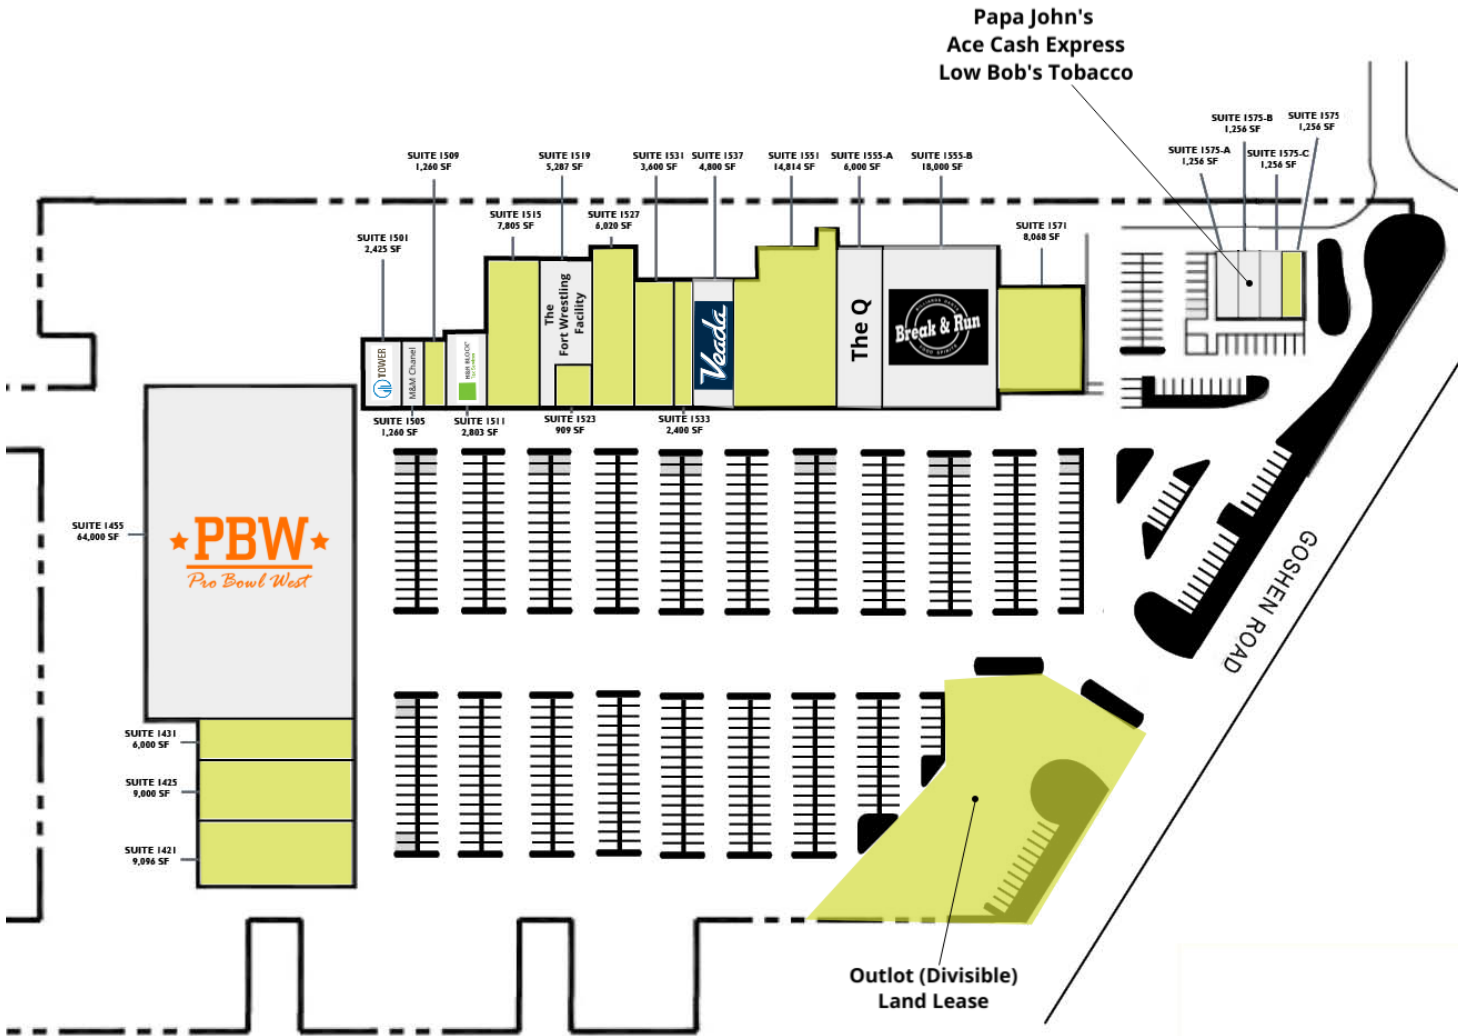 Papa John's
Ace Cash Express
Low Bob's Tobacco
SUITE 1575-B
1,256 SF
SUITE 1575
1,256 SF
SUITE 1575-A
1,256 SF
SUITE 1575-C
1,256 SF
SUITE 1509
1,260 SF
SUITE 1519
5,287 SF
SUITE 1531
3,600 SF
SUITE 1537
4,800 SF
SUITE 1551
14,814 SF
SUITE 1555-A
6,000 SF
SUITE 1555-B
18,000 SF
SUITE 1515
7,805 SF
SUITE 1527
6,020 SF
SUITE 1571
8,068 SF
SUITE 1501
2,425 SF
TOWER
M&M Chanel
H&R BLOCK
The
Fort Wrestling
Facility
Veada
The Q
Break & Run
SUITE 1505
1,260 SF
SUITE 1511
2,803 SF
SUITE 1523
909 SF
SUITE 1533
2,400 SF
SUITE 1455
64,000 SF
PBW
Pro Bowl West
GOSHEN ROAD
SUITE 1431
6,000 SF
SUITE 1425
9,000 SF
SUITE 1421
9,096 SF
Outlot (Divisible)
Land Lease